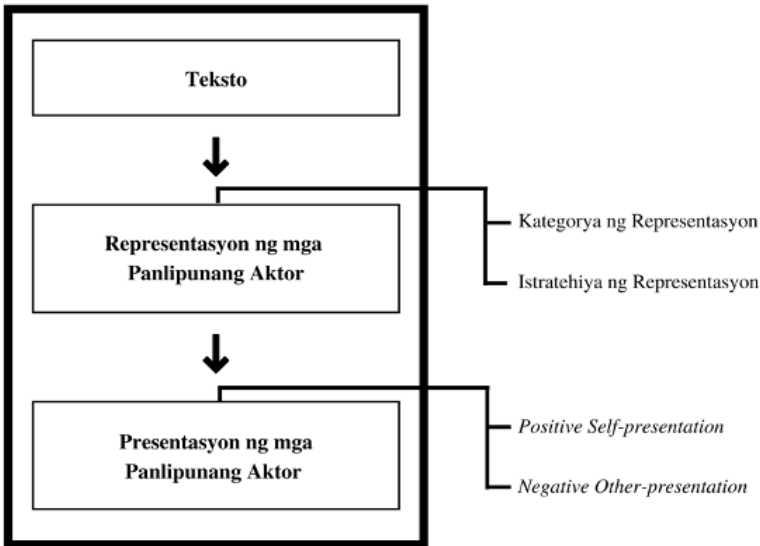 Teksto
Representasyon ng mga
Panlipunang Aktor
Kategorya ng Representasyon
Istratehiya ng Representasyon
Presentasyon ng mga
Panlipunang Aktor
Positive Self-presentation
Negative Other-presentation